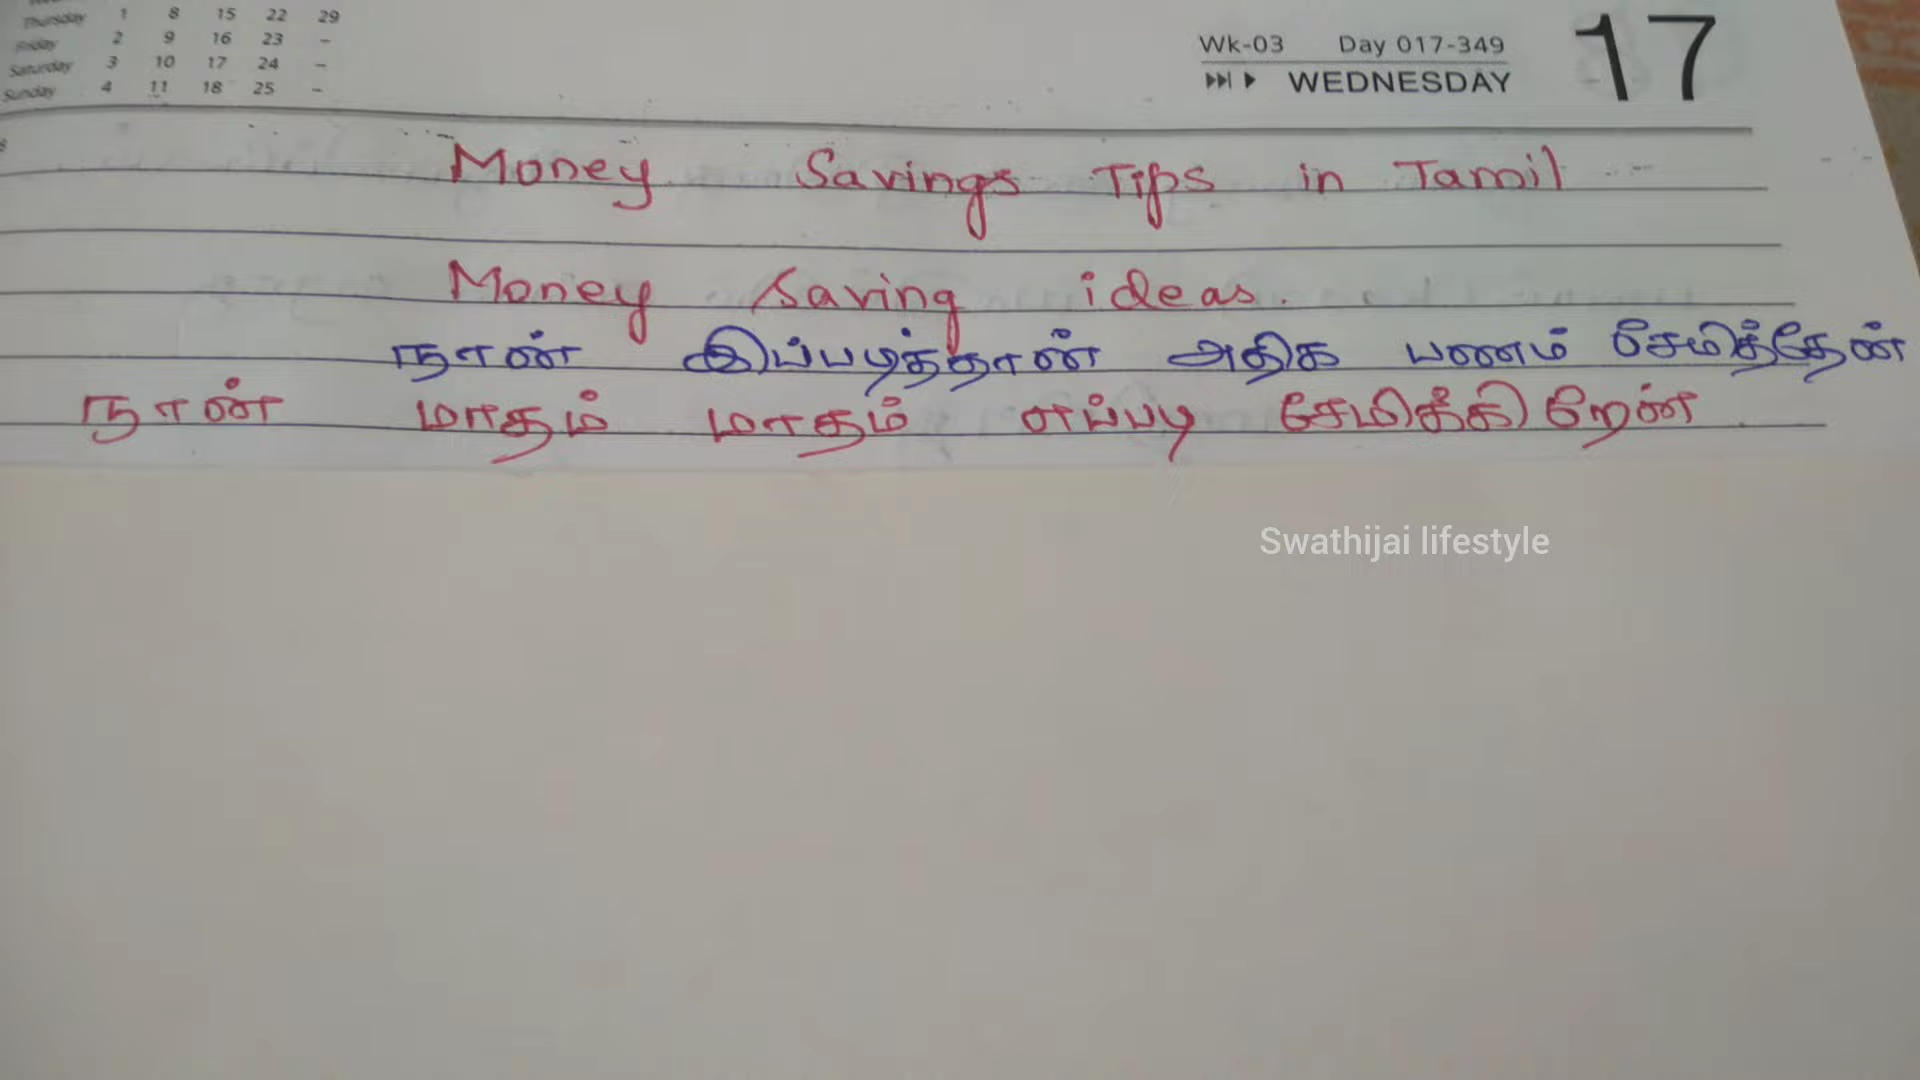 Thursday 1 8 15 22 29
Friday 2 9 16 23 –
Saturday 3 10 17 24 –
Sunday 4 11 18 25 –
Wk-03 Day 017-349
WEDNESDAY 17
Money Savings Tips in Tamil
Money Saving ideas.
நான் இப்படித்தான் அதிக பணம் சேமித்தேன்
நான் மாதம் மாதம் எப்படி சேமிக்கிறேன்
Swathijai lifestyle